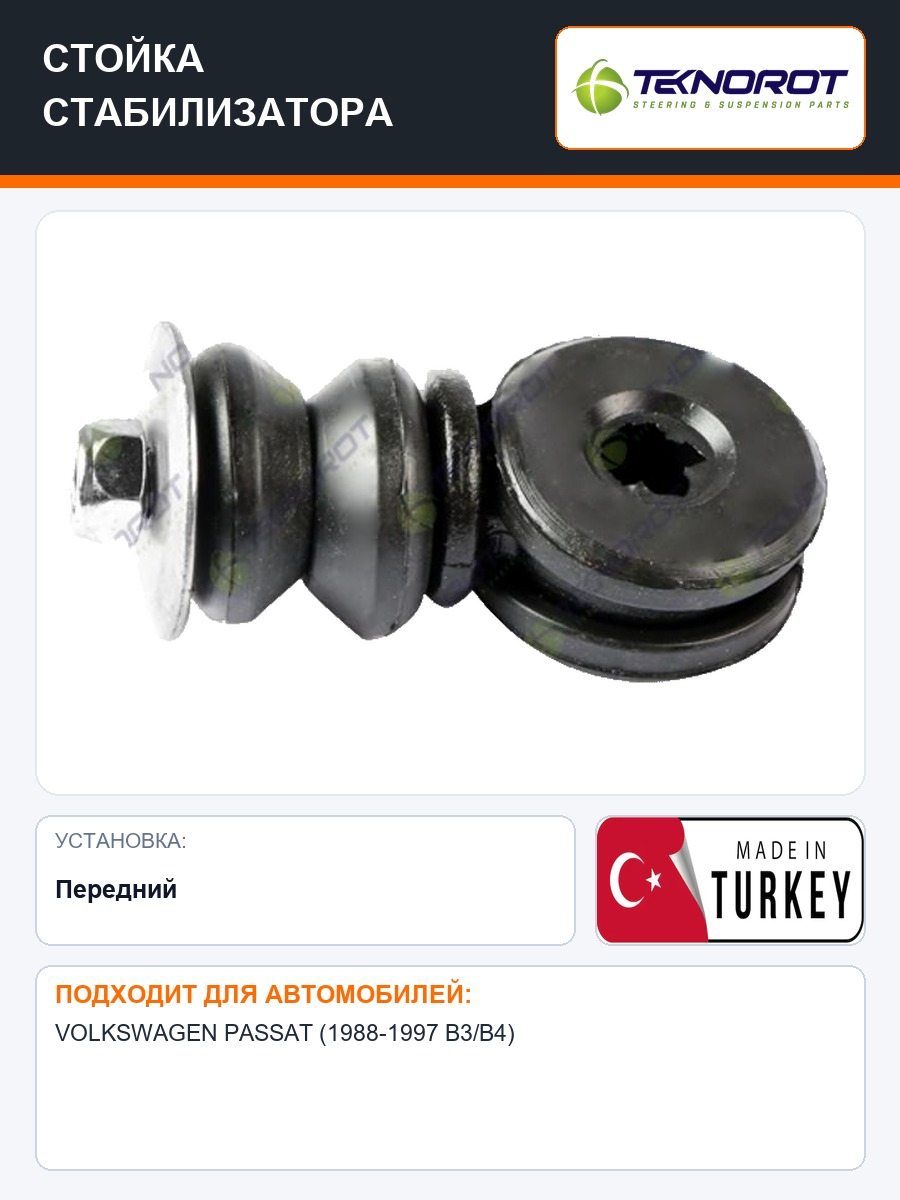 СТОЙКА
СТАБИЛИЗАТОРА
TEKNOROT
STEERING & SUSPENSION PARTS
УСТАНОВКА:
Передний
MADE IN
TURKEY
ПОДХОДИТ ДЛЯ АВТОМОБИЛЕЙ:
VOLKSWAGEN PASSAT (1988-1997 B3/B4)